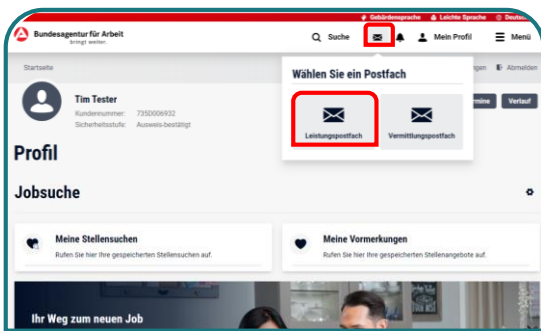 Gebärdensprache Leichte Sprache Deutsch
Bundesagentur für Arbeit
bringt weiter.
Suche Mein Profil Menü
Startseite
Abmelden
Wählen Sie ein Postfach
Leistungspostfach Vermittlungspostfach
Verlauf
Tim Tester
Kundennummer: 735D006932
Sicherheitsstufe: Ausweis-bestätigt
Profil
Jobsuche
Meine Stellensuchen
Rufen Sie hier Ihre gespeicherten Stellensuchen auf.
Meine Vormerkungen
Rufen Sie hier Ihre gespeicherten Stellenangebote auf.
Ihr Weg zum neuen Job